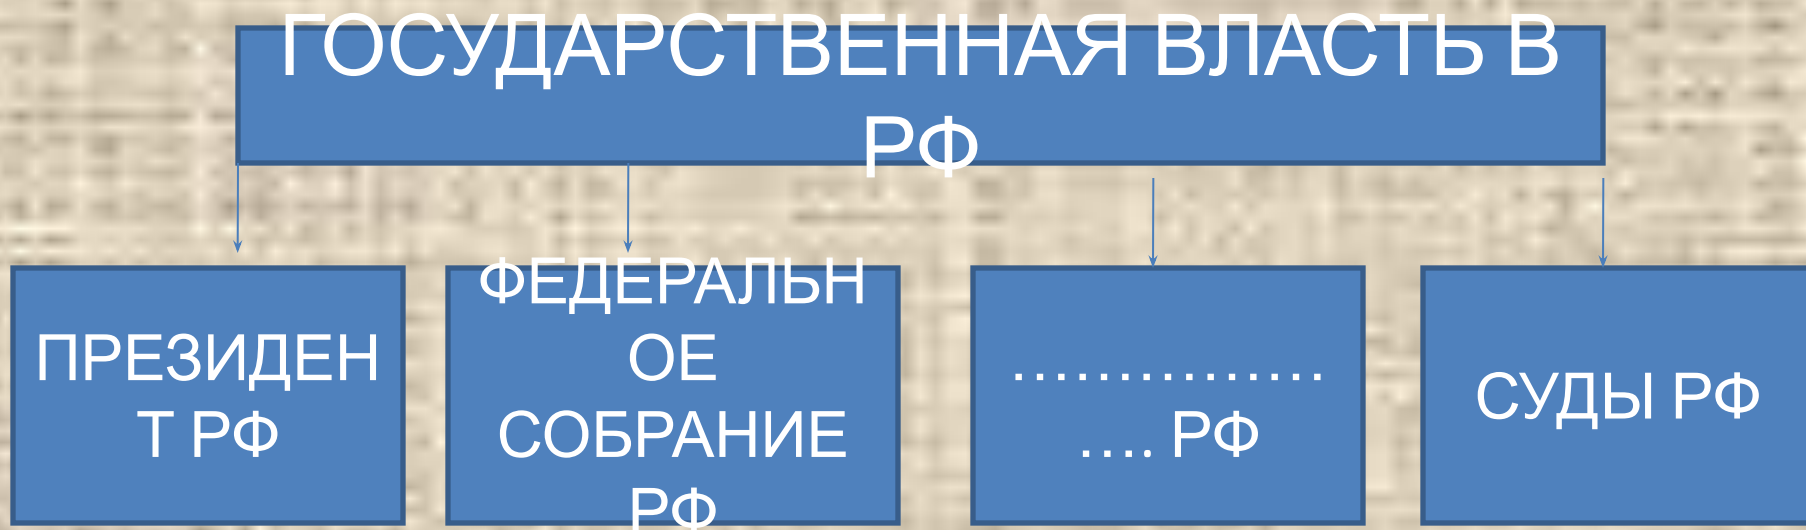 ГОСУДАРСТВЕННАЯ ВЛАСТЬ В
РФ
ПРЕЗИДЕН
Т РФ
ФЕДЕРАЛЬН
ОЕ
СОБРАНИЕ
РФ
……………
…. РФ
СУДЫ РФ